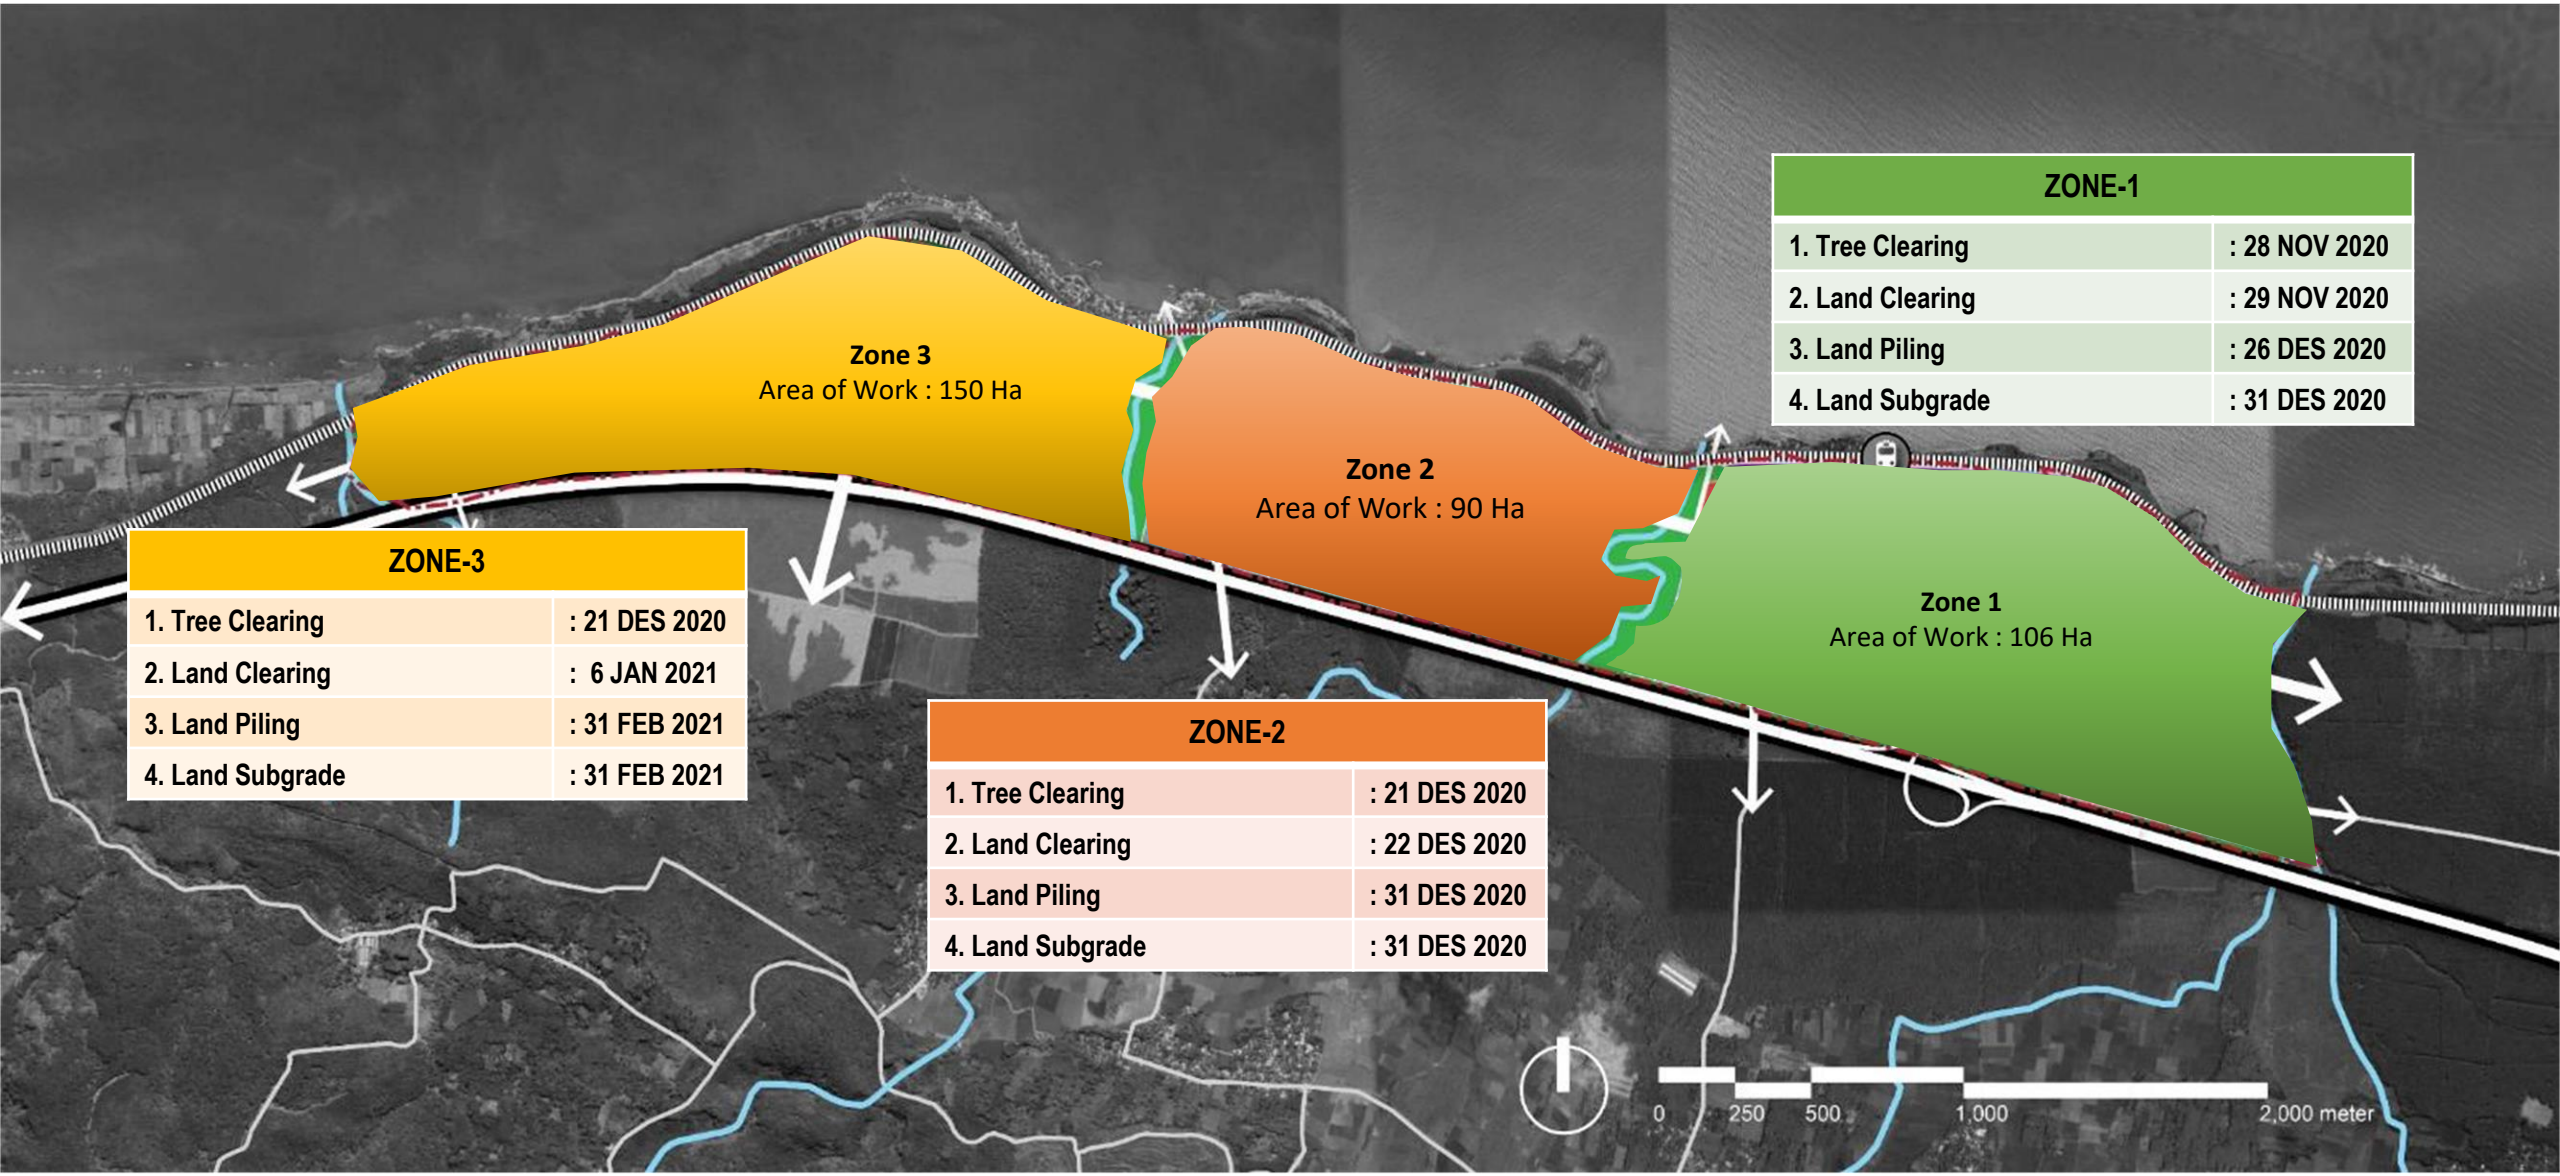 ZONE-1
1. Tree Clearing : 28 NOV 2020
2. Land Clearing : 29 NOV 2020
3. Land Piling : 26 DES 2020
4. Land Subgrade : 31 DES 2020
Zone 3
Area of Work : 150 Ha
Zone 2
Area of Work : 90 Ha
Zone 1
Area of Work : 106 Ha
ZONE-3
1. Tree Clearing : 21 DES 2020
2. Land Clearing : 6 JAN 2021
3. Land Piling : 31 FEB 2021
4. Land Subgrade : 31 FEB 2021
ZONE-2
1. Tree Clearing : 21 DES 2020
2. Land Clearing : 22 DES 2020
3. Land Piling : 31 DES 2020
4. Land Subgrade : 31 DES 2020
0 250 500 1,000 2,000 meter